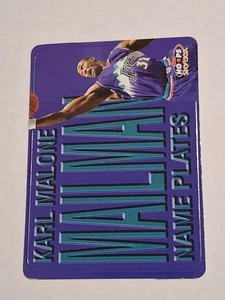 KARL MALONE
MAILMAN
NAME PLATES
HOOPS
SKYBOX